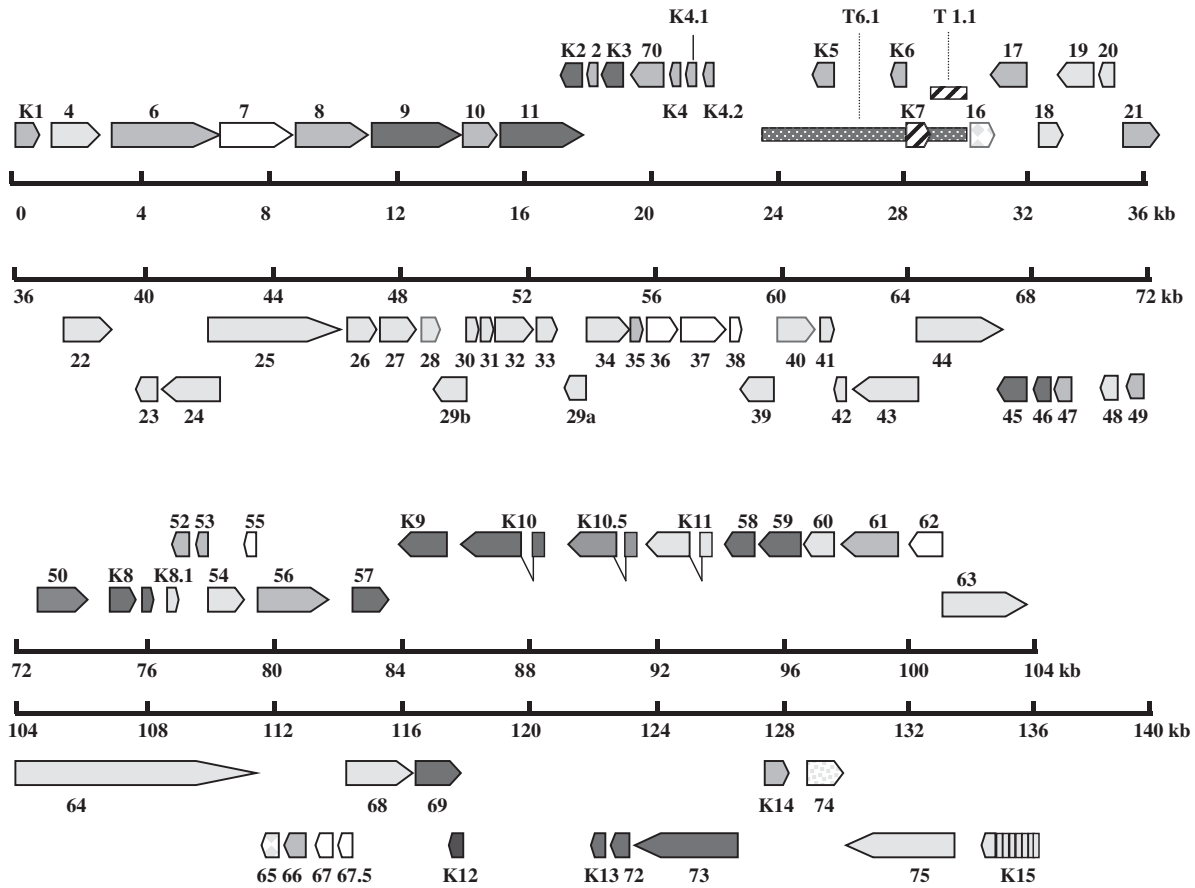 K4.1 T6.1 T 1.1
K2 2 K3 70 K5 K6 17 19 20
K1 4 6 7 8 9 10 11 K4 K4.2 K7 16 18 21
0 4 8 12 16 20 24 28 32 36 kb
36 40 44 48 52 56 60 64 68 72 kb
22 25 26 27 28 30 31 32 33 34 35 36 37 38 40 41 44
23 24 29b 29a 39 42 43 45 46 47 48 49
52 53 55 K9 K10 K10.5 K11 58 59 60 61 62
50 K8 K8.1 54 56 57 63
72 76 80 84 88 92 96 100 104 kb
104 108 112 116 120 124 128 132 136 140 kb
64 68 69 K14 74
65 66 67 67.5 K12 K13 72 73 75 K15